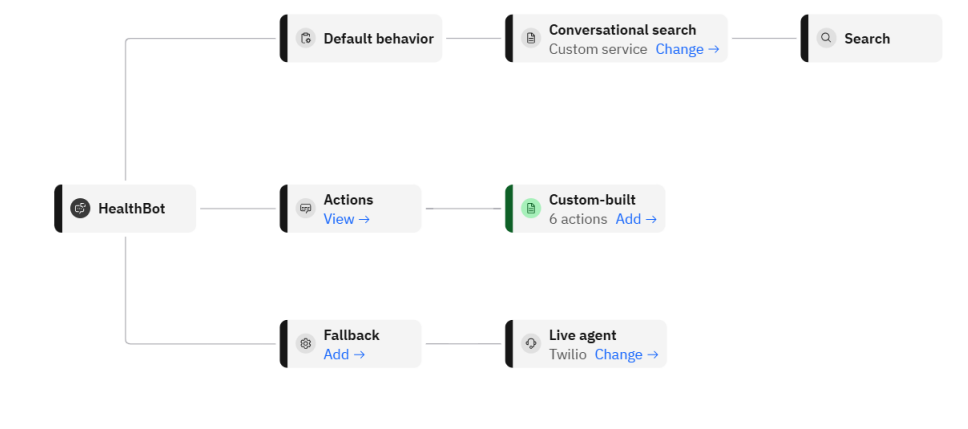 Default behavior
Conversational search
Custom service Change →
Search
HealthBot
Actions
View →
Custom-built
6 actions Add →
Fallback
Add →
Live agent
Twilio Change →